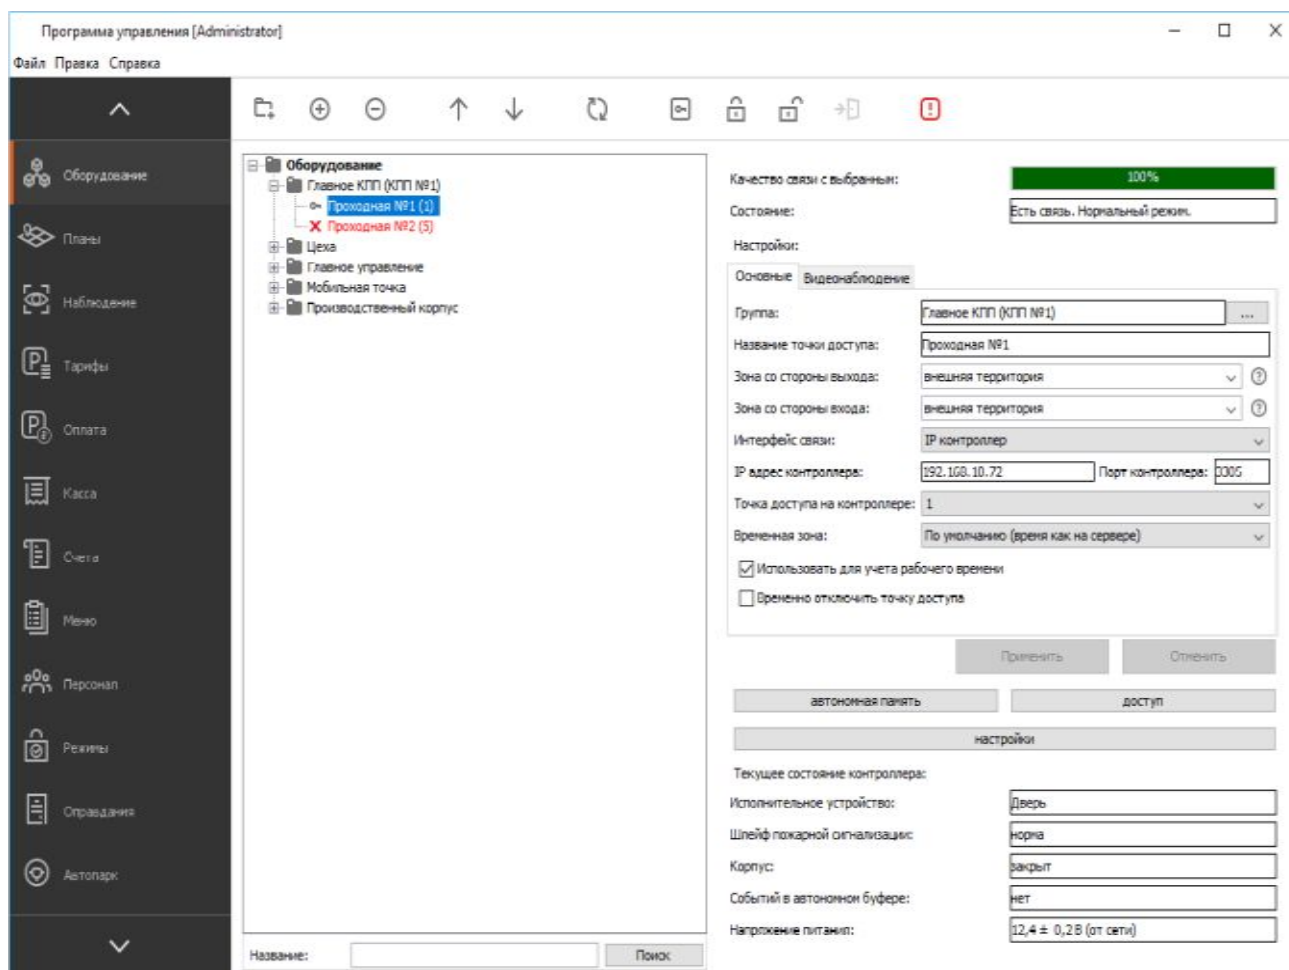 Программа управления [Administrator]
Файл Правка Справка
Оборудование
Планы
Наблюдение
Тарифы
Оплата
Касса
Счета
Меню
Персонал
Режимы
Оправдания
Автопарк
Оборудование
Главное КПП (КПП №1)
Проходная №1 (1)
Проходная №2 (5)
Цеха
Главное управление
Мобильная точка
Производственный корпус
Название:
Поиск
Качество связи с выбранным: 100%
Состояние: Есть связь. Нормальный режим.
Настройки:
Основные Видеонаблюдение
Группа: Главное КПП (КПП №1) ...
Название точки доступа: Проходная №1
Зона со стороны выхода: внешняя территория ?
Зона со стороны входа: внешняя территория ?
Интерфейс связи: IP контроллер
IP адрес контроллера: 192.168.10.72 Порт контроллера: 3305
Точка доступа на контроллере: 1
Временная зона: По умолчанию (время как на сервере)
Использовать для учета рабочего времени
Временно отключить точку доступа
Применить Отменить
автономная память доступ
настройки
Текущее состояние контроллера:
Исполнительное устройство: Дверь
Шлейф пожарной сигнализации: норма
Корпус: закрыт
Событий в автономном буфере: нет
Напряжение питания: 12,4 ± 0,2 В (от сети)